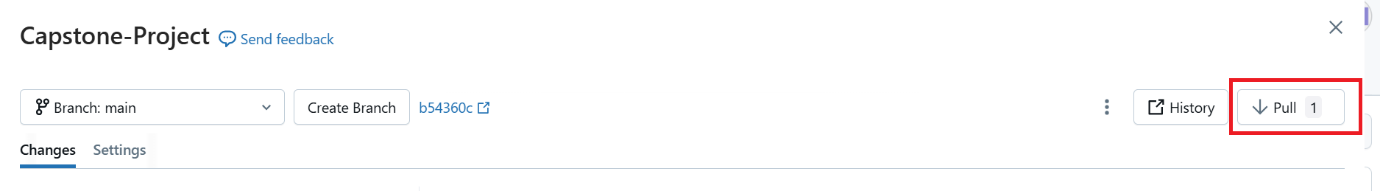 Capstone-Project Send feedback
Branch: main Create Branch b54360c History Pull 1
Changes Settings